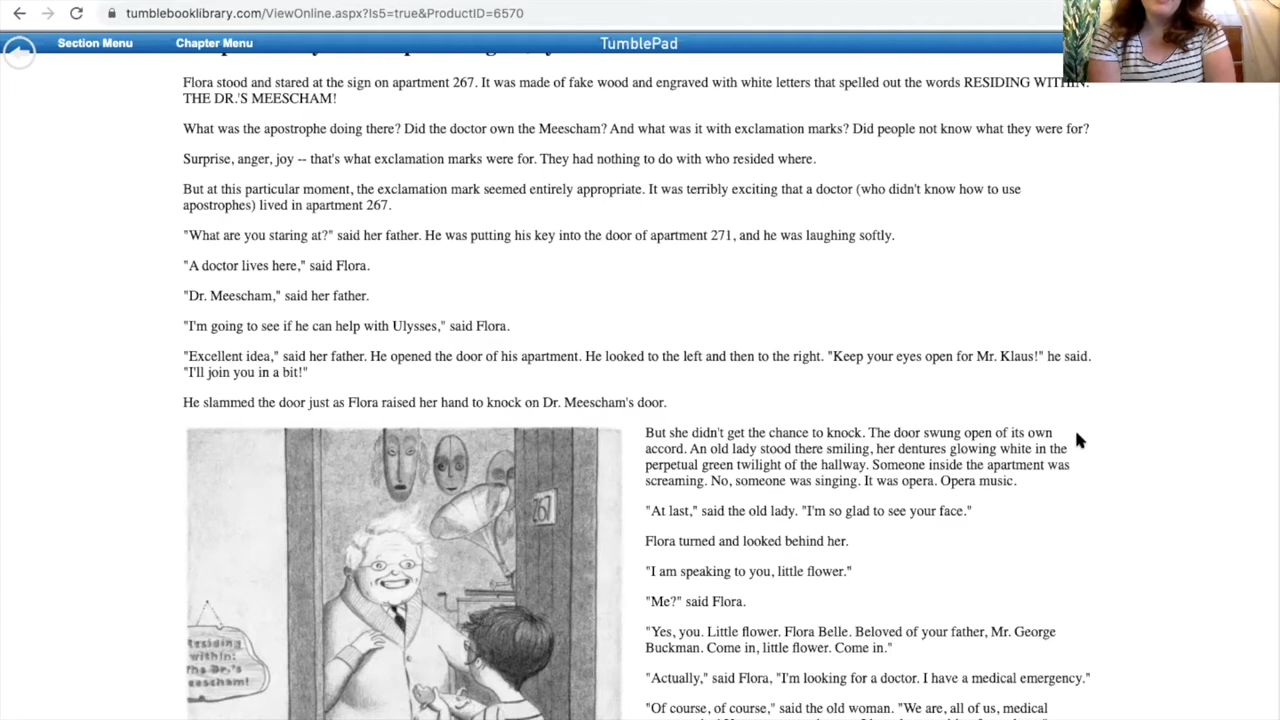 tumblebooklibrary.com/ViewOnline.aspx?ls5=true&ProductID=6570
Section Menu
Chapter Menu
TumblePad
Flora stood and stared at the sign on apartment 267. It was made of fake wood and engraved with white letters that spelled out the words RESIDING WITHIN:
THE DR.'S MEESCHAM!
What was the apostrophe doing there? Did the doctor own the Meescham? And what was it with exclamation marks? Did people not know what they were for?
Surprise, anger, joy -- that's what exclamation marks were for. They had nothing to do with who resided where.
But at this particular moment, the exclamation mark seemed entirely appropriate. It was terribly exciting that a doctor (who didn't know how to use
apostrophes) lived in apartment 267.
"What are you staring at?" said her father. He was putting his key into the door of apartment 271, and he was laughing softly.
"A doctor lives here," said Flora.
"Dr. Meescham," said her father.
"I'm going to see if he can help with Ulysses," said Flora.
"Excellent idea," said her father. He opened the door of his apartment. He looked to the left and then to the right. "Keep your eyes open for Mr. Klaus!" he said.
"I'll join you in a bit!"
He slammed the door just as Flora raised her hand to knock on Dr. Meescham's door.
But she didn't get the chance to knock. The door swung open of its own
accord. An old lady stood there smiling, her dentures glowing white in the
perpetual green twilight of the hallway. Someone inside the apartment was
screaming. No, someone was singing. It was opera. Opera music.
"At last," said the old lady. "I'm so glad to see your face."
Flora turned and looked behind her.
"I am speaking to you, little flower."
"Me?" said Flora.
"Yes, you. Little flower. Flora Belle. Beloved of your father, Mr. George
Buckman. Come in, little flower. Come in."
"Actually," said Flora, "I'm looking for a doctor. I have a medical emergency."
"Of course, of course," said the old woman. "We are, all of us, medical
267
Residing
within:
the Dr.'s
Meescham!